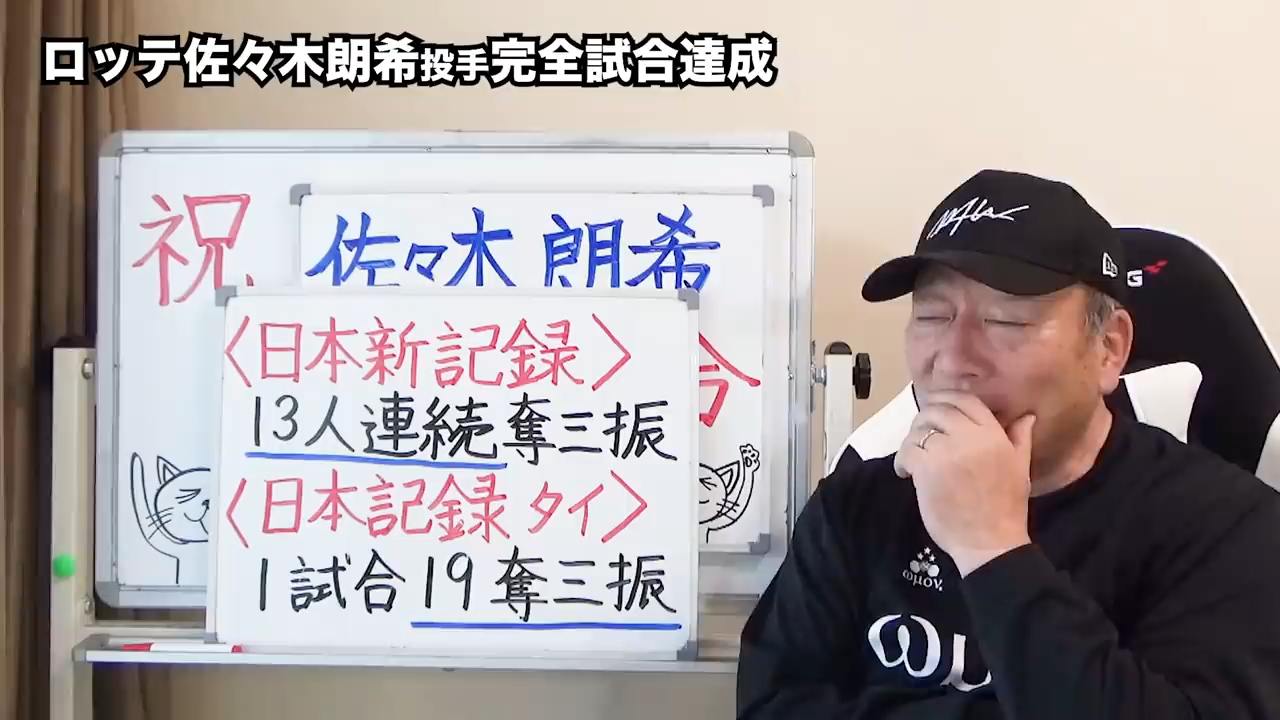 ロッテ佐々木朗希投手完全試合達成
祝
佐々木 朗希
〈日本新記録〉
13人連続奪三振
〈日本記録タイ〉
1試合19奪三振
ωμον.